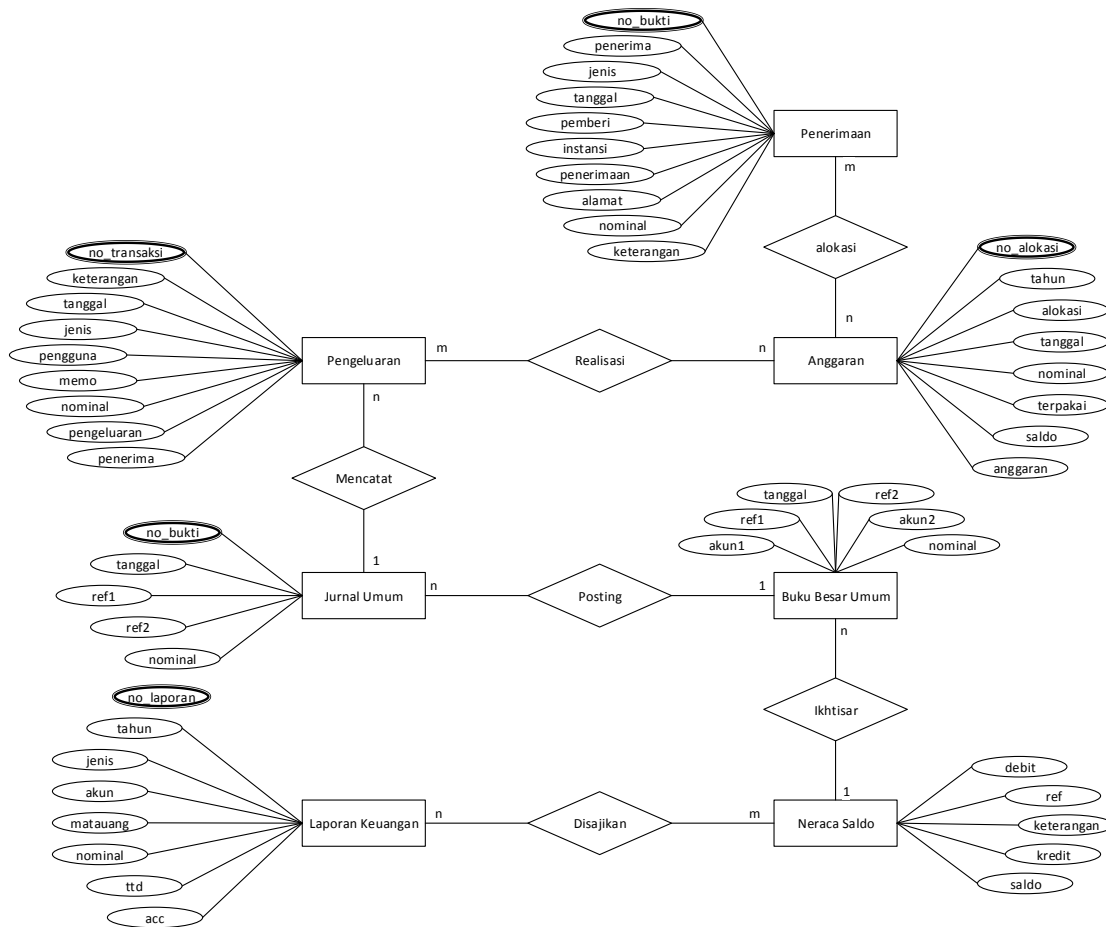 no_bukti
penerima
jenis
tanggal
pemberi
instansi
penerimaan
alamat
nominal
keterangan
Penerimaan
m
alokasi
n
no_transaksi
keterangan
tanggal
jenis
pengguna
memo
nominal
pengeluaran
penerima
Pengeluaran
m
Realisasi
n
Anggaran
no_alokasi
tahun
alokasi
tanggal
nominal
terpakai
saldo
anggaran
n
Mencatat
1
no_bukti
tanggal
ref1
ref2
nominal
Jurnal Umum
n
Posting
1
Buku Besar Umum
tanggal
ref2
ref1
akun2
akun1
nominal
n
Ikhtisar
1
no_laporan
tahun
jenis
akun
matauang
nominal
ttd
acc
Laporan Keuangan
n
Disajikan
m
Neraca Saldo
debit
ref
keterangan
kredit
saldo